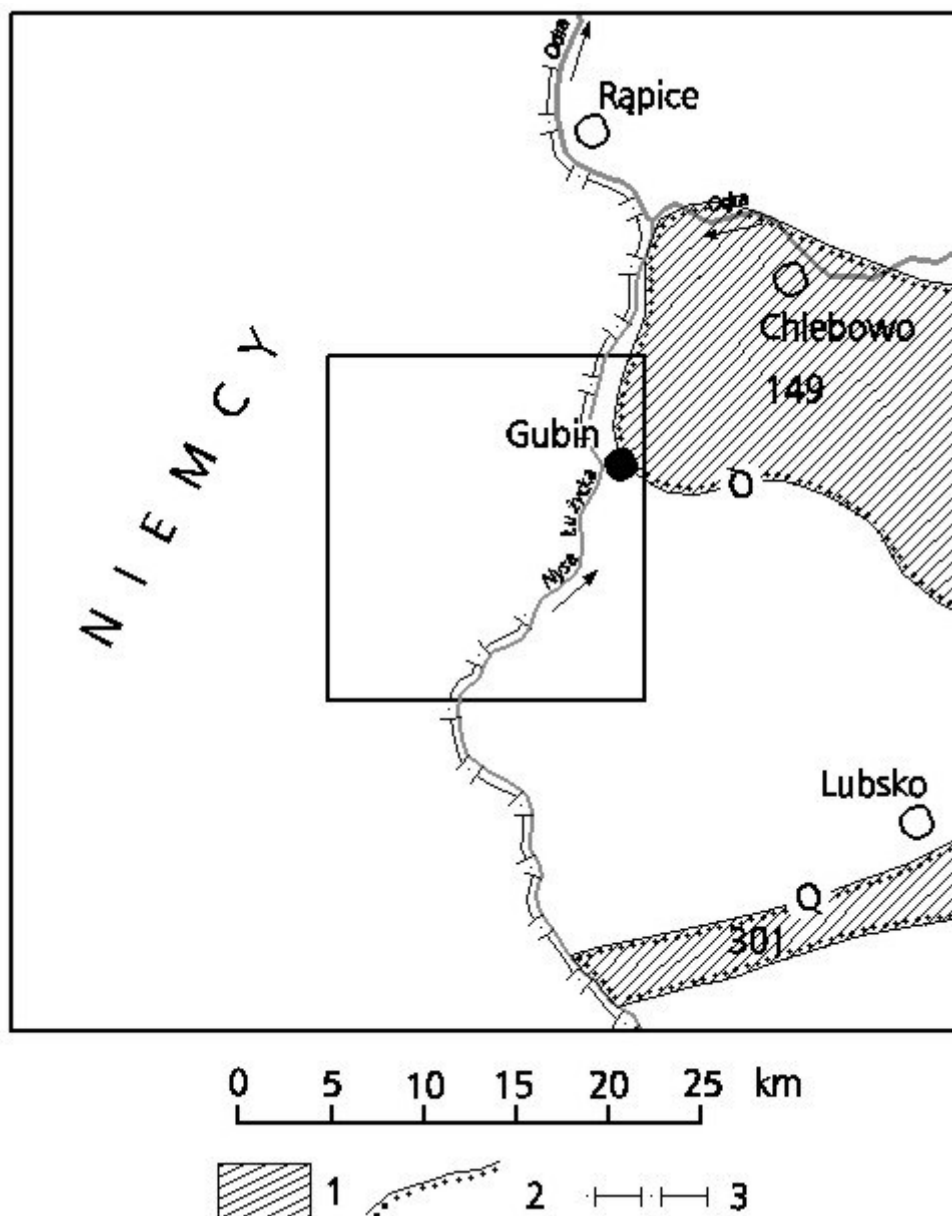 Odra
Rąpice
Odra
Chlebowo
149
NIEMCY
Gubin
Q
Nysa Łużycka
Lubsko
Q
301
0 5 10 15 20 25 km
1 2 3